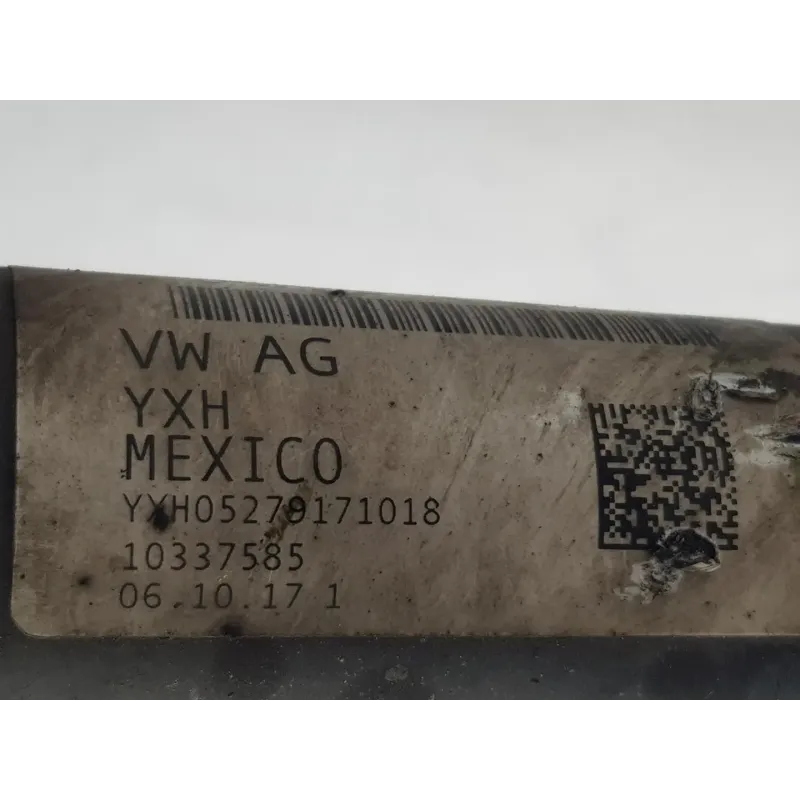 VW AG
YXH
MEXICO
YXH05279171018
10337585
06.10.17 1